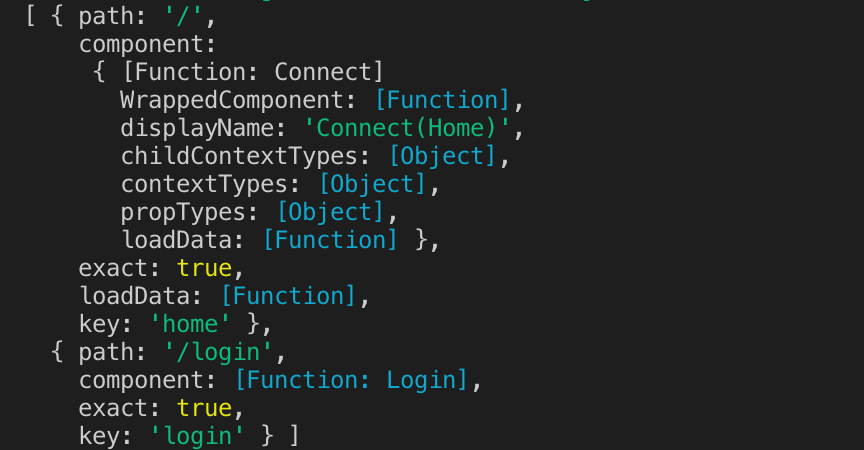 [ { path: '/',
component:
{ [Function: Connect]
WrappedComponent: [Function],
displayName: 'Connect(Home)',
childContextTypes: [Object],
contextTypes: [Object],
propTypes: [Object],
loadData: [Function] },
exact: true,
loadData: [Function],
key: 'home' },
{ path: '/login',
component: [Function: Login],
exact: true,
key: 'login' } ]